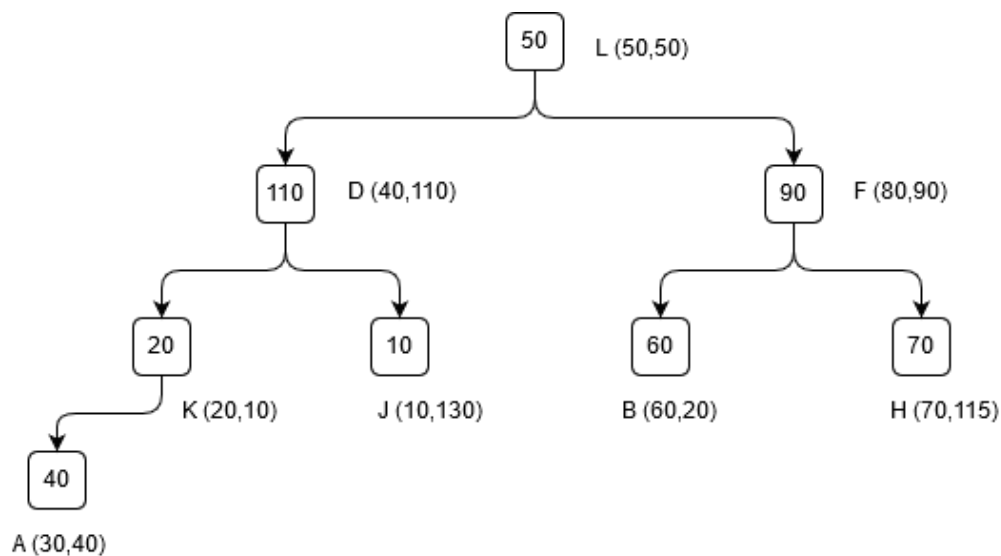 50
L (50,50)
110
D (40,110)
90
F (80,90)
20
10
60
70
K (20,10)
J (10,130)
B (60,20)
H (70,115)
40
A (30,40)